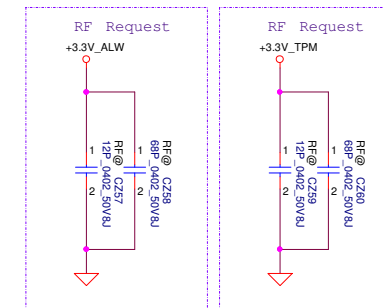 RF Request
+3.3V_ALW
1
2
RF@ CZ57
12P_0402_50V8J
1
2
RF@ CZ58
68P_0402_50V8J
RF Request
+3.3V_TPM
1
2
RF@ CZ59
12P_0402_50V8J
1
2
RF@ CZ60
68P_0402_50V8J